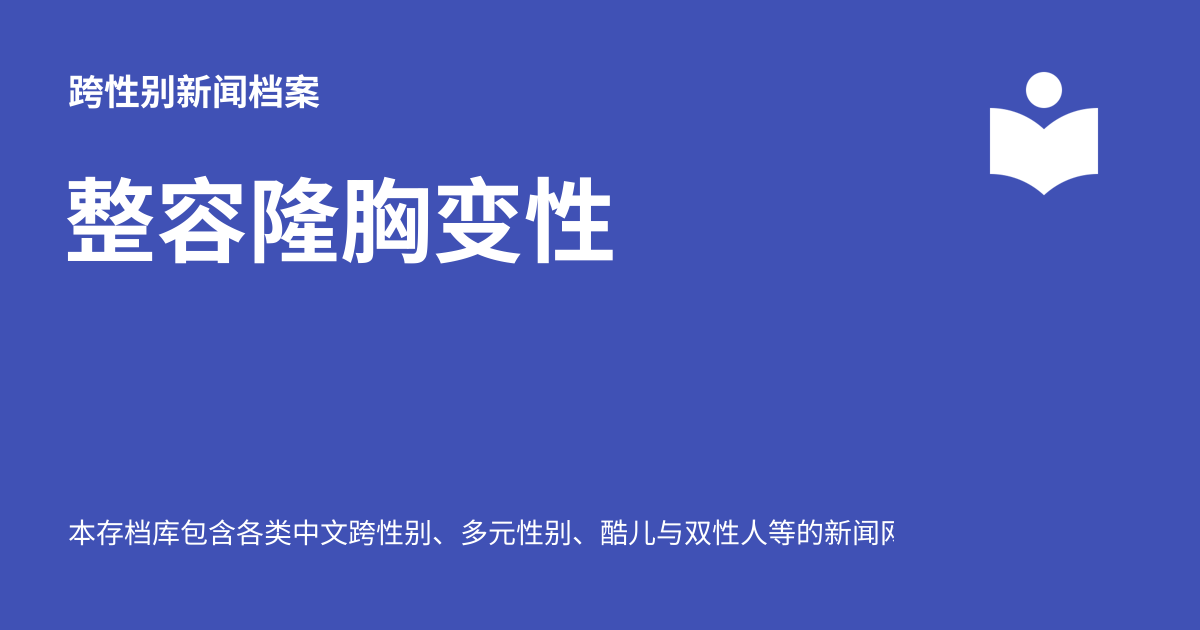 跨性别新闻档案
整容隆胸变性
本存档库包含各类中文跨性别、多元性别、酷儿与双性人等的新闻